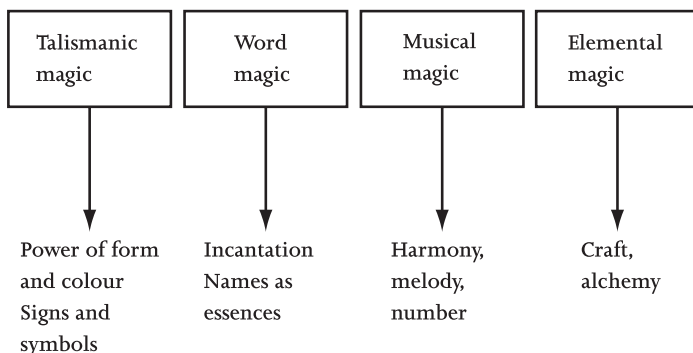 Talismanic
magic
Word
magic
Musical
magic
Elemental
magic
Power of form
and colour
Signs and
symbols
Incantation
Names as
essences
Harmony,
melody,
number
Craft,
alchemy